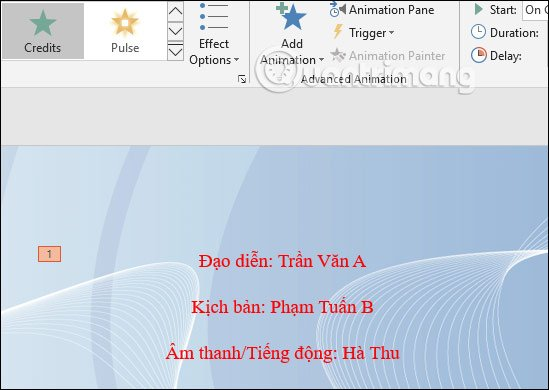 Credits
Pulse
Effect
Options
Add
Animation
Animation Pane
Trigger
Animation Painter
Advanced Animation
Start: On C
Duration:
Delay:
Quantrimang
1
Đạo diễn: Trần Văn A
Kịch bản: Phạm Tuấn B
Âm thanh/Tiếng động: Hà Thu